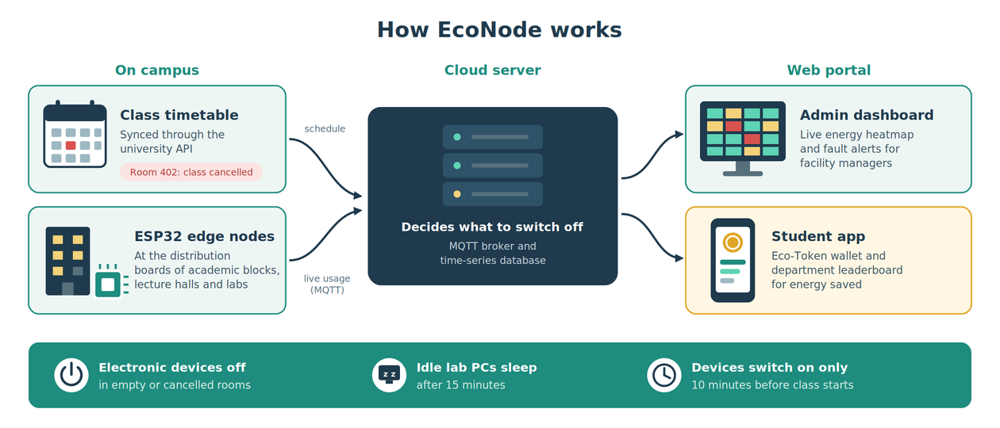 How EcoNode works
On campus
Class timetable
Synced through the
university API
Room 402: class cancelled
ESP32 edge nodes
At the distribution
boards of academic blocks,
lecture halls and labs
schedule
live usage
(MQTT)
Cloud server
Decides what to switch off
MQTT broker and
time-series database
Web portal
Admin dashboard
Live energy heatmap
and fault alerts for
facility managers
Student app
Eco-Token wallet and
department leaderboard
for energy saved
Electronic devices off
in empty or cancelled rooms
z z
Idle lab PCs sleep
after 15 minutes
Devices switch on only
10 minutes before class starts